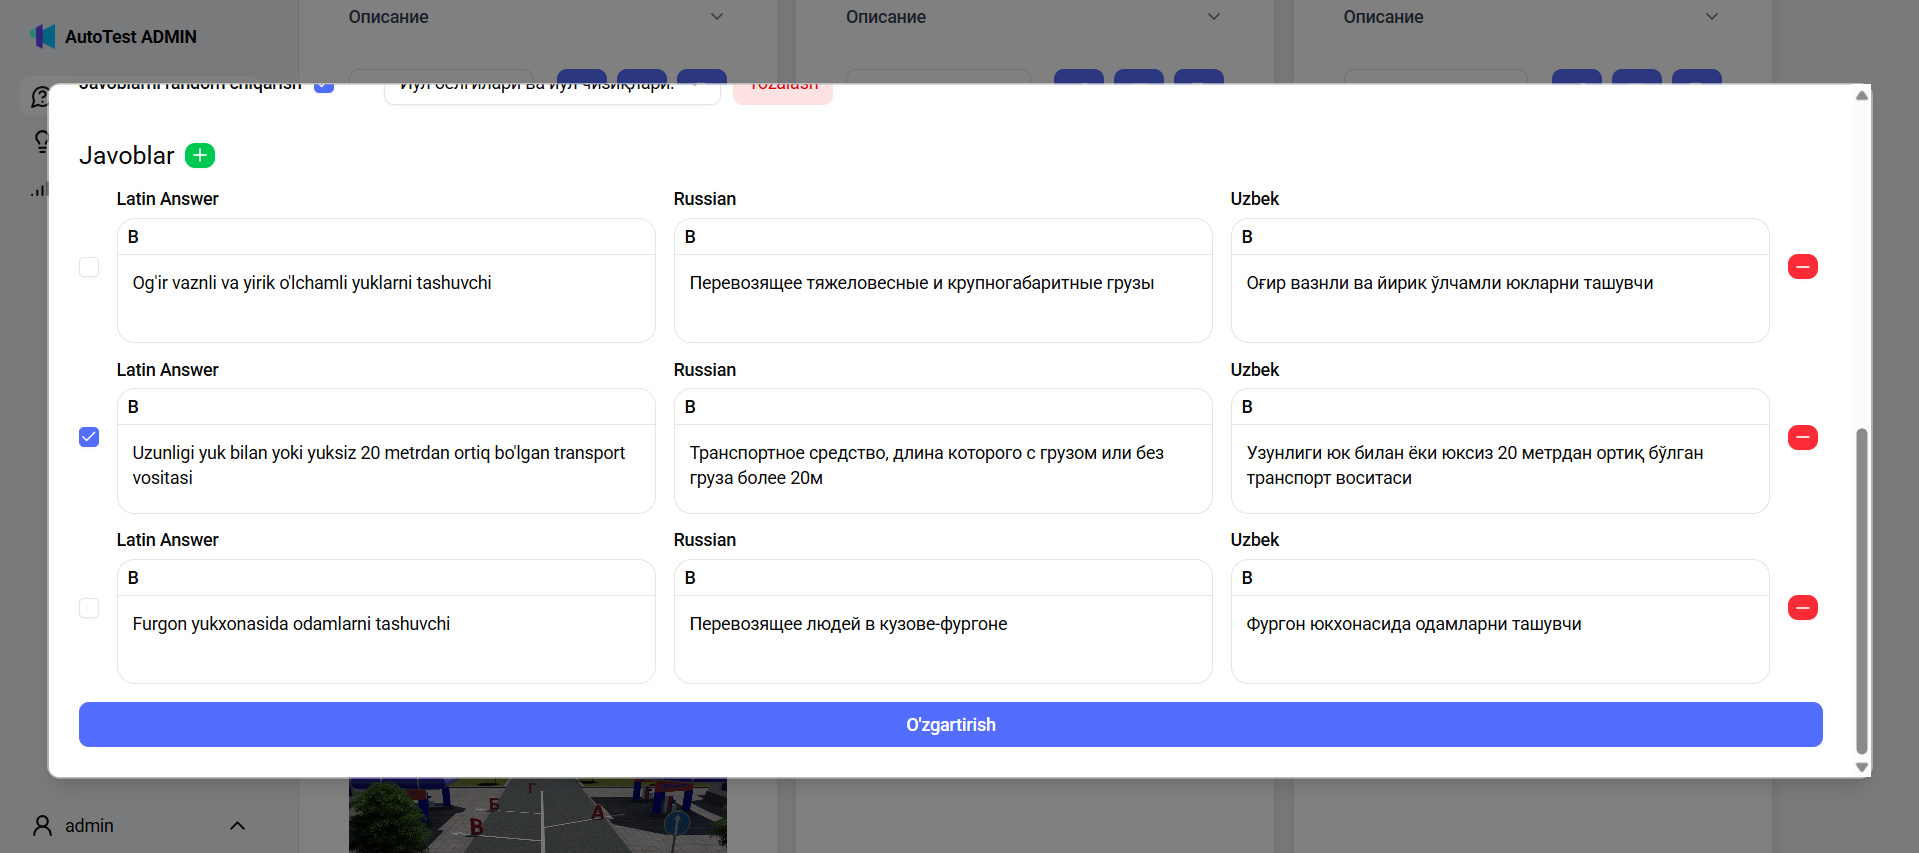 AutoTest ADMIN
Описание
Описание
Описание
Javoblarni random chiqarish
Йўл белгилари ва йўл чизиқлари.
Tozalash
Javoblar
Latin Answer
Russian
Uzbek
B
B
B
Og'ir vaznli va yirik o'lchamli yuklarni tashuvchi
Перевозящее тяжеловесные и крупногабаритные грузы
Оғир вазнли ва йирик ўлчамли юкларни ташувчи
Latin Answer
Russian
Uzbek
B
B
B
Uzunligi yuk bilan yoki yuksiz 20 metrdan ortiq bo'lgan transport
vositasi
Транспортное средство, длина которого с грузом или без
груза более 20м
Узунлиги юк билан ёки юксиз 20 метрдан ортиқ бўлган
транспорт воситаси
Latin Answer
Russian
Uzbek
B
B
B
Furgon yukxonasida odamlarni tashuvchi
Перевозящее людей в кузове-фургоне
Фургон юкхонасида одамларни ташувчи
O'zgartirish
Г
Б
А
В
admin